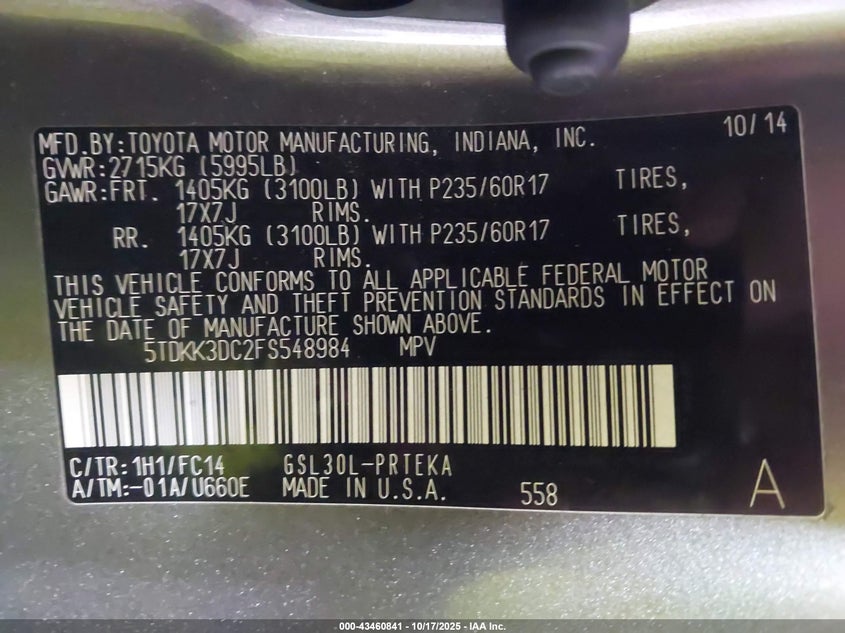 MFD.BY:TOYOTA MOTOR MANUFACTURING, INDIANA, INC. 10/14
GVWR:2715KG (5995LB)
GAWR:FRT. 1405KG (3100LB) WITH P235/60R17 TIRES,
17X7J RIMS.
RR. 1405KG (3100LB) WITH P235/60R17 TIRES,
17X7J RIMS.
THIS VEHICLE CONFORMS TO ALL APPLICABLE FEDERAL MOTOR
VEHICLE SAFETY AND THEFT PREVENTION STANDARDS IN EFFECT ON
THE DATE OF MANUFACTURE SHOWN ABOVE.
5TDKK3DC2FS548984 MPV
C/TR:1H1/FC14 GSL30L-PRTEKA
A/TM:-01A/U660E MADE IN U.S.A. 558 A
000-43460841 - 10/17/2025 - IAA Inc.